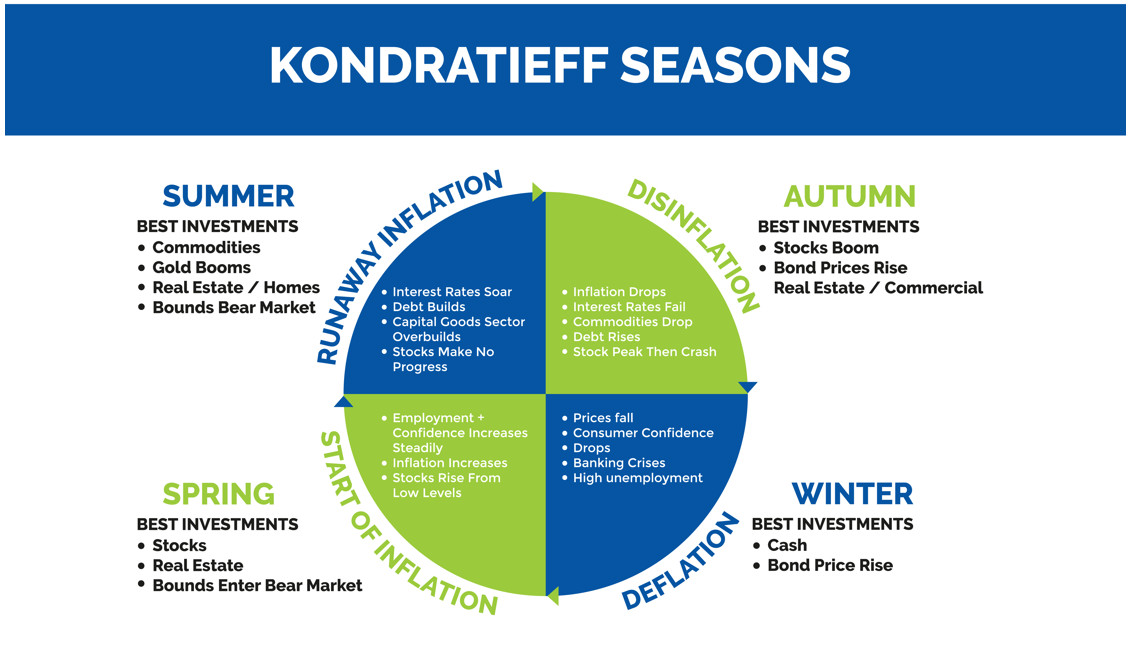 KONDRATIEFF SEASONS
SUMMER
BEST INVESTMENTS
• Commodities
• Gold Booms
• Real Estate / Homes
• Bounds Bear Market
RUNAWAY INFLATION
• Interest Rates Soar
• Debt Builds
• Capital Goods Sector
Overbuilds
• Stocks Make No
Progress
DISINFLATION
• Inflation Drops
• Interest Rates Fail
• Commodities Drop
• Debt Rises
• Stock Peak Then Crash
AUTUMN
BEST INVESTMENTS
• Stocks Boom
• Bond Prices Rise
Real Estate / Commercial
SPRING
BEST INVESTMENTS
• Stocks
• Real Estate
• Bounds Enter Bear Market
START OF INFLATION
• Employment +
Confidence Increases
Steadily
• Inflation Increases
• Stocks Rise From
Low Levels
• Prices fall
• Consumer Confidence
• Drops
• Banking Crises
• High unemployment
DEFLATION
WINTER
BEST INVESTMENTS
• Cash
• Bond Price Rise